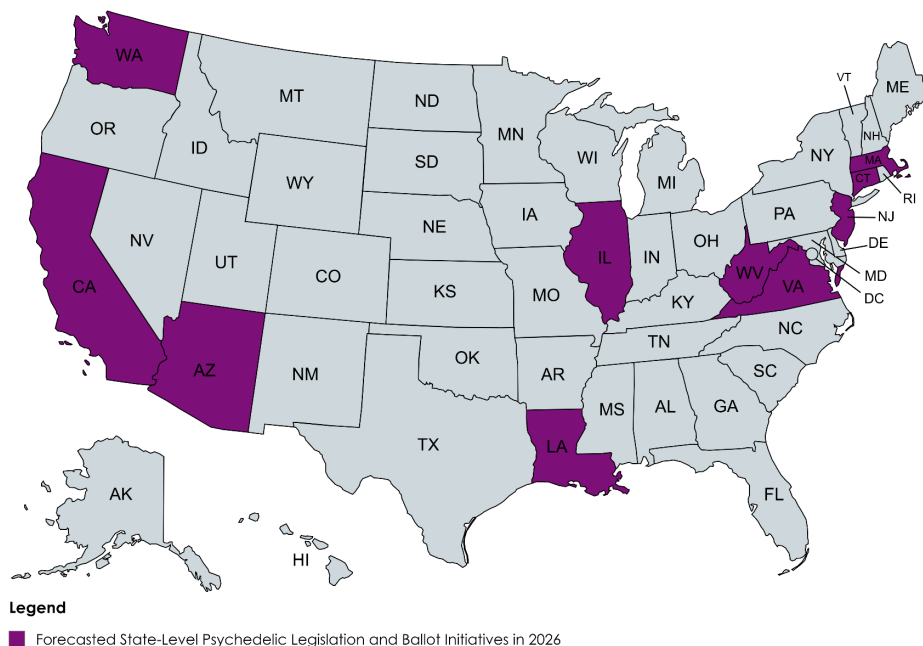 WA
MT
ND
MN
VT
ME
OR
ID
SD
WI
NH
NY
MA
WY
MI
CT
RI
IA
PA
NJ
NE
NV
IL
IN
OH
DE
UT
CO
WV
MD
CA
KS
MO
VA
DC
KY
NC
TN
AZ
NM
OK
AR
SC
MS
AL
GA
TX
LA
AK
FL
HI
Legend
Forecasted State-Level Psychedelic Legislation and Ballot Initiatives in 2026